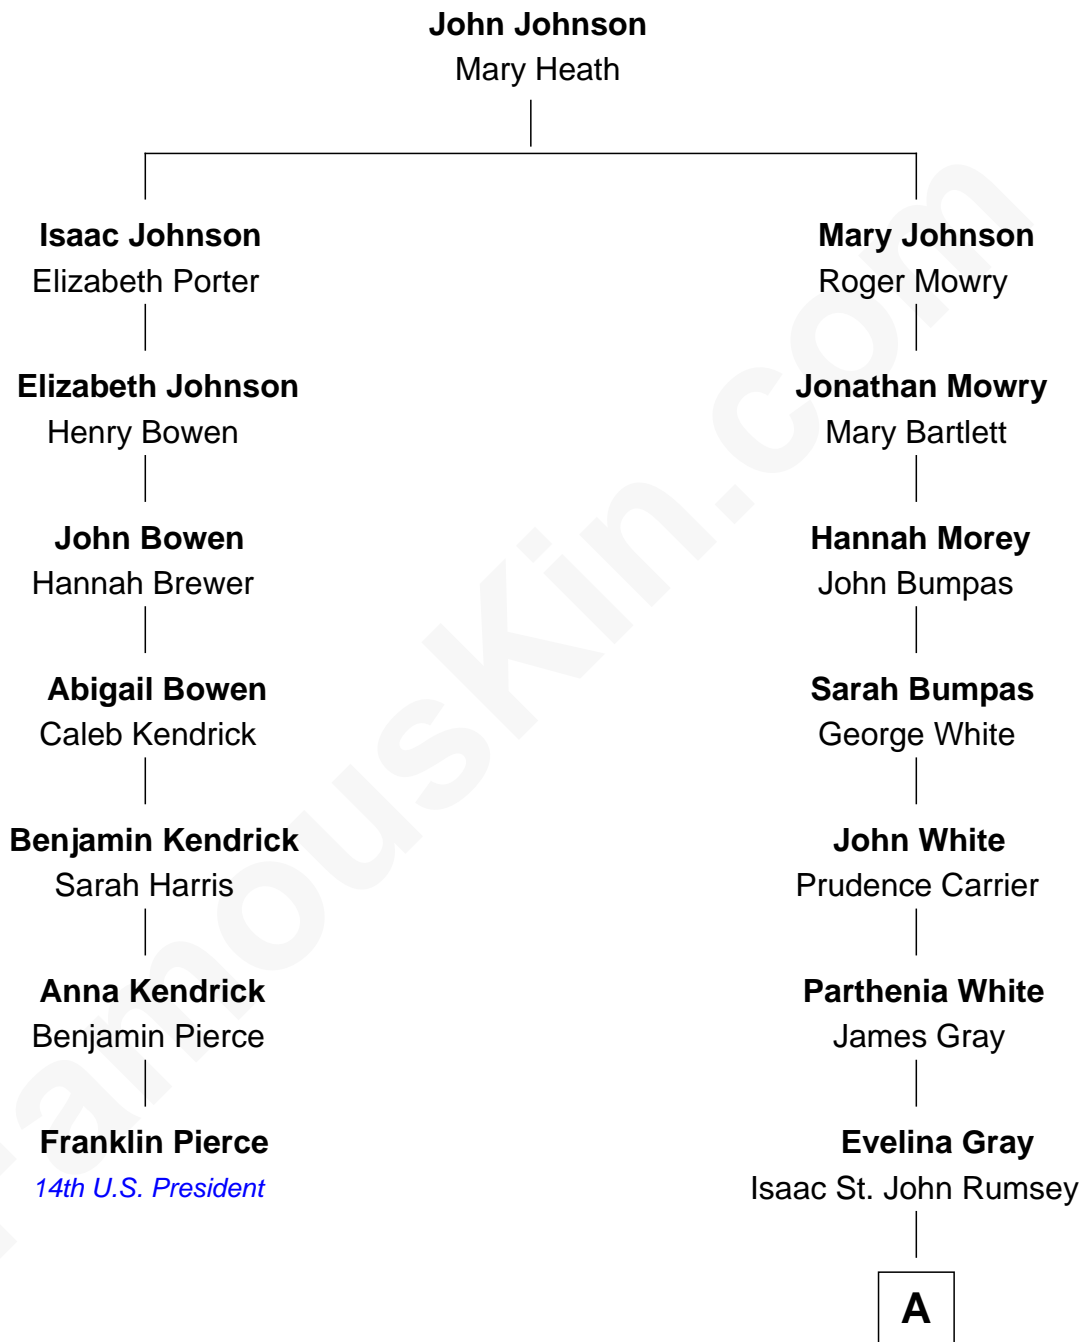 John Johnson
Mary Heath
Isaac Johnson
Elizabeth Porter
Elizabeth Johnson
Henry Bowen
John Bowen
Hannah Brewer
Abigail Bowen
Caleb Kendrick
Benjamin Kendrick
Sarah Harris
Anna Kendrick
Benjamin Pierce
Franklin Pierce
14th U.S. President
Mary Johnson
Roger Mowry
Jonathan Mowry
Mary Bartlett
Hannah Morey
John Bumpas
Sarah Bumpas
George White
John White
Prudence Carrier
Parthenia White
James Gray
Evelina Gray
Isaac St. John Rumsey
A
FamousKin.com